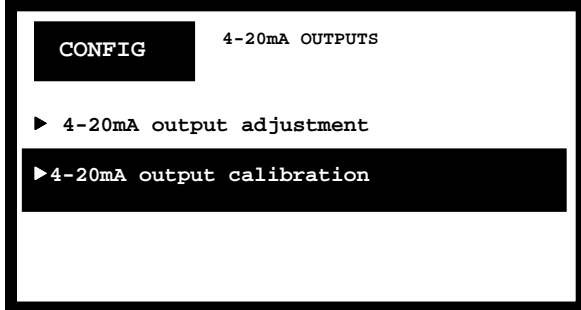 CONFIG 4-20mA OUTPUTS
4-20mA output adjustment
4-20mA output calibration